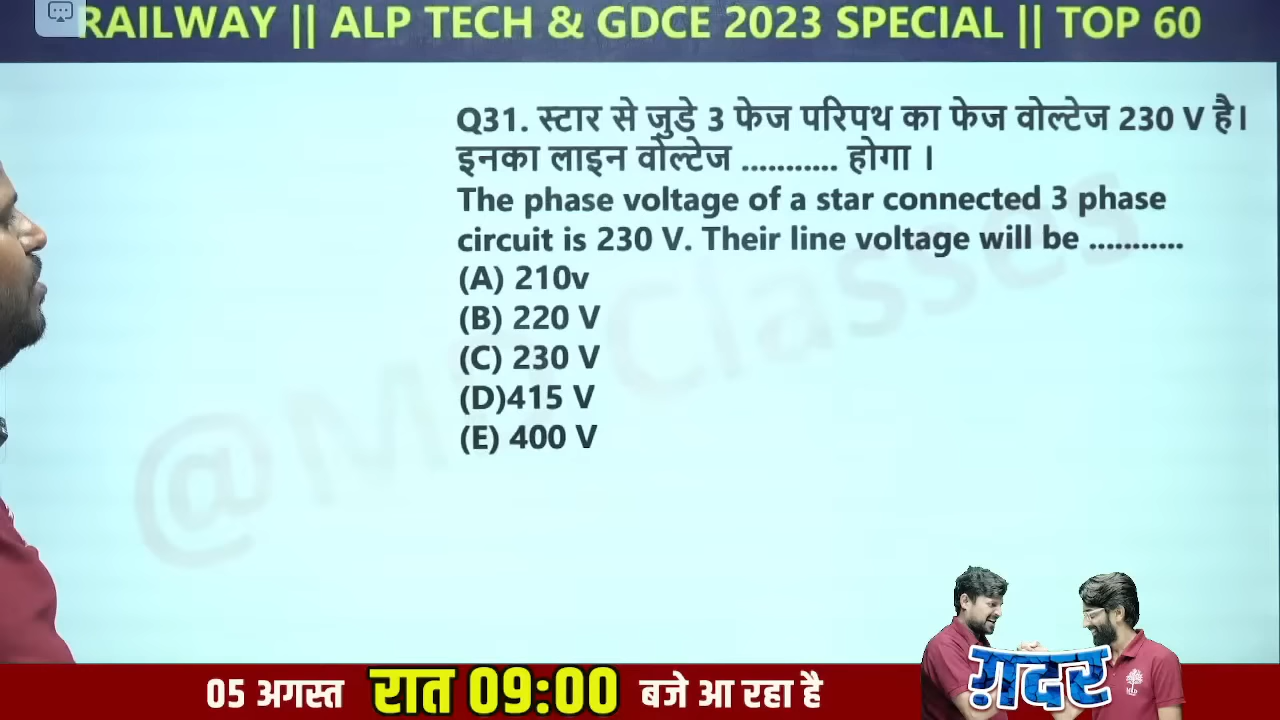 RAILWAY || ALP TECH & GDCE 2023 SPECIAL || TOP 60
Q31. स्टार से जुडे 3 फेज परिपथ का फेज वोल्टेज 230 V है।
इनका लाइन वोल्टेज ........... होगा ।
The phase voltage of a star connected 3 phase
circuit is 230 V. Their line voltage will be ...........
(A) 210v
(B) 220 V
(C) 230 V
(D)415 V
(E) 400 V
05 अगस्त रात 09:00 बजे आ रहा है
ग़दर